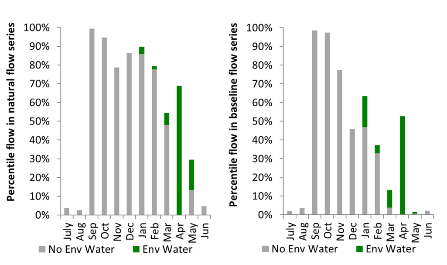 Percentile flow in natural flow series
100%
90%
80%
70%
60%
50%
40%
30%
20%
10%
0%
July
Aug
Sep
Oct
Nov
Dec
Jan
Feb
Mar
Apr
May
Jun
No Env Water
Env Water
Percentile flow in baseline flow series
100%
90%
80%
70%
60%
50%
40%
30%
20%
10%
0%
July
Aug
Sep
Oct
Nov
Dec
Jan
Feb
Mar
Apr
May
Jun
No Env Water
Env Water